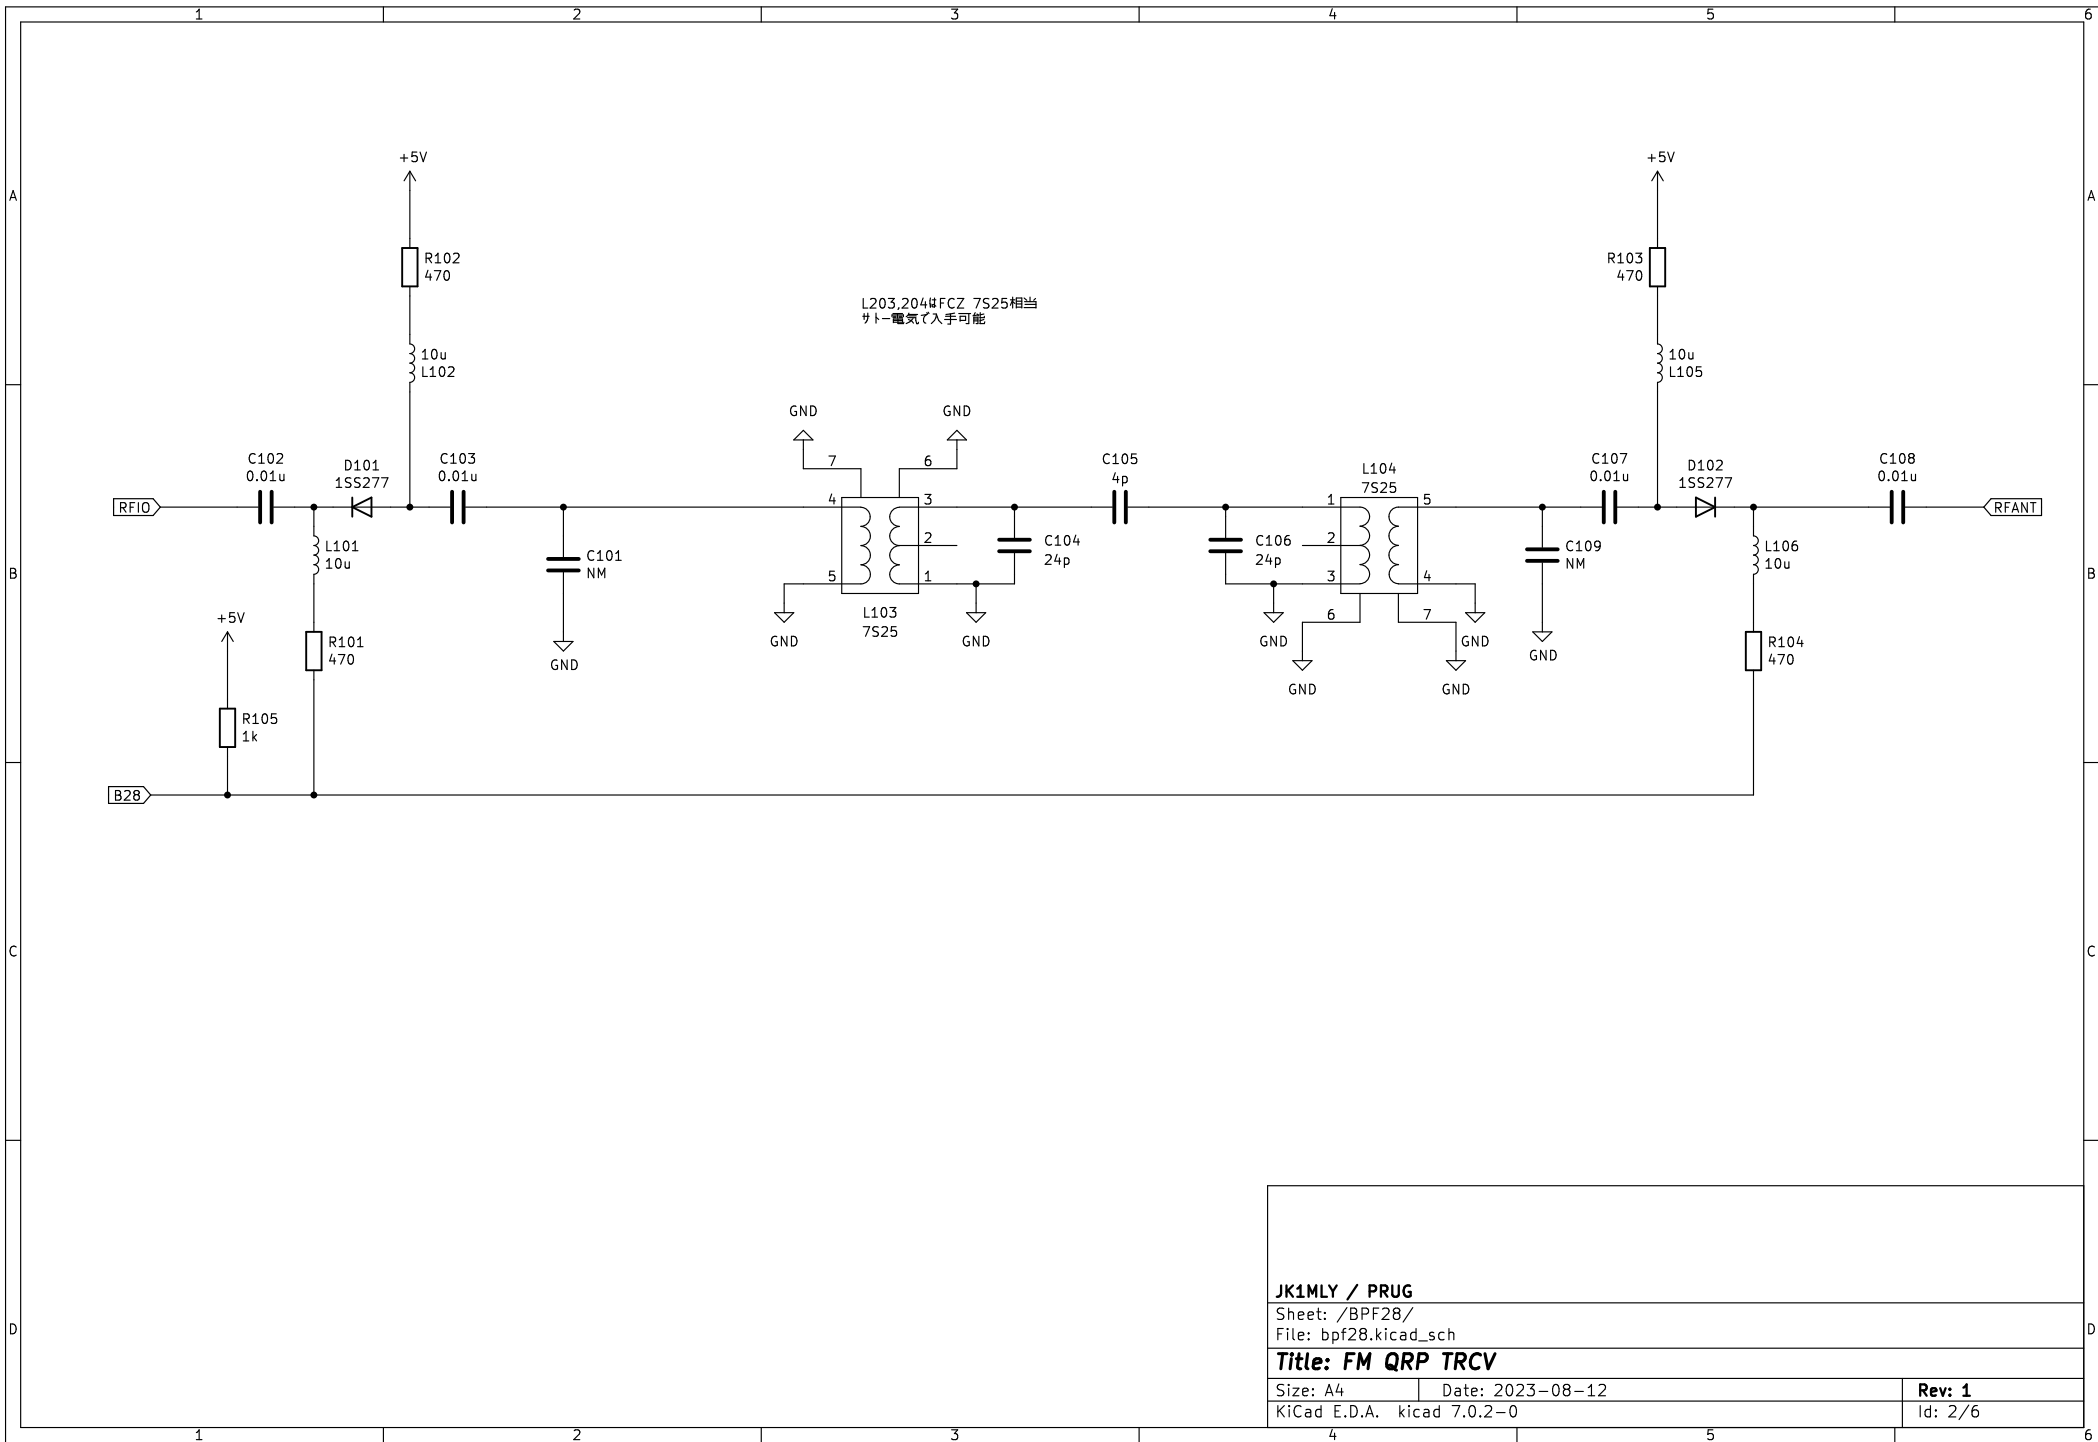 1 2 3 4 5 6
A
A
+5V
+5V
R102
470
R103
470
L203,204はFCZ 7S25相当
サトー電気で入手可能
10u
L102
10u
L105
GND
GND
C102
0.01u
D101
1SS277
C103
0.01u
7
6
C105
4p
L104
7S25
C107
0.01u
D102
1SS277
C108
0.01u
RFIO
4
3
1
5
RFANT
L101
10u
C101
NM
2
C104
24p
C106
24p
2
C109
NM
L106
10u
B
B
5
1
3
4
L103
7S25
6
7
+5V
GND
GND
GND
GND
R101
470
GND
GND
R104
470
GND
GND
R105
1k
B28
C
C
JK1MLY / PRUG
Sheet: /BPF28/
File: bpf28.kicad_sch
D
D
Title: FM QRP TRCV
Size: A4 Date: 2023-08-12 Rev: 1
KiCad E.D.A. kicad 7.0.2-0 Id: 2/6
1 2 3 4 5 6